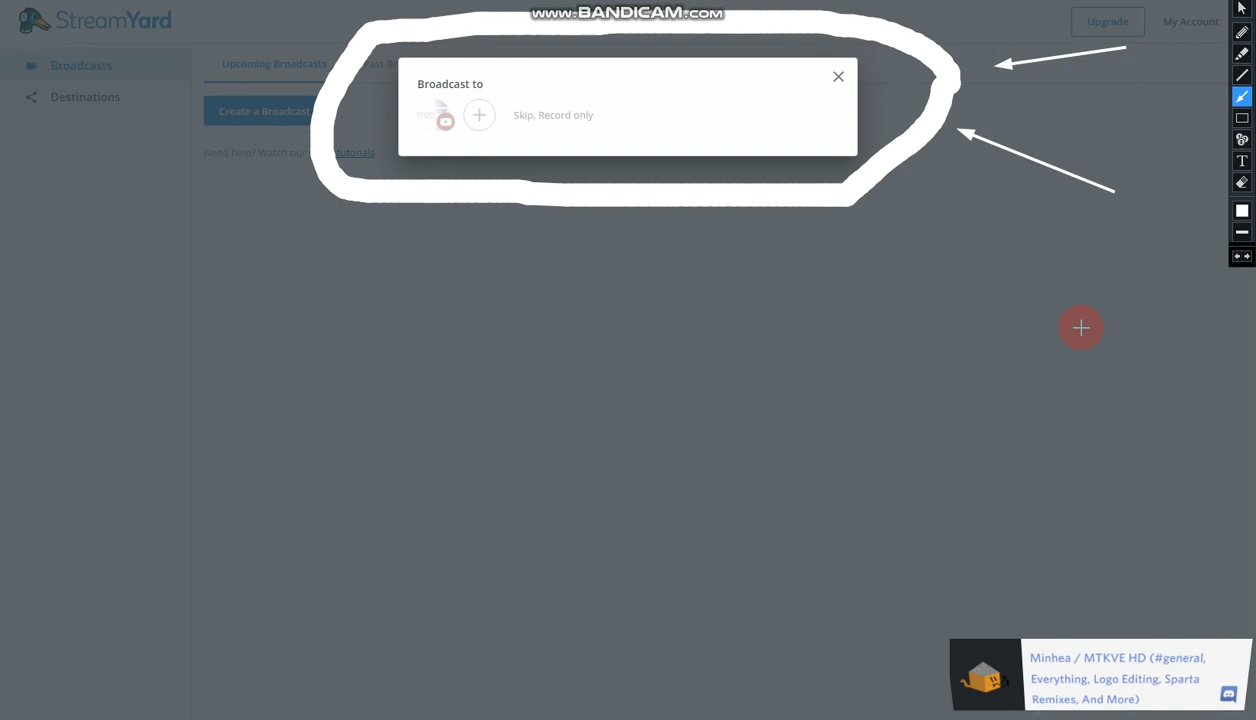 www.BANDICAM.com
StreamYard
Upgrade
My Account
Broadcasts
Upcoming Broadcasts
Past
Destinations
Create a Broadcast
Broadcast to
Skip, Record only
Need help? Watch our
tutorials
T
Minhea / MTKVE HD (#general,
Everything, Logo Editing, Sparta
Remixes, And More)